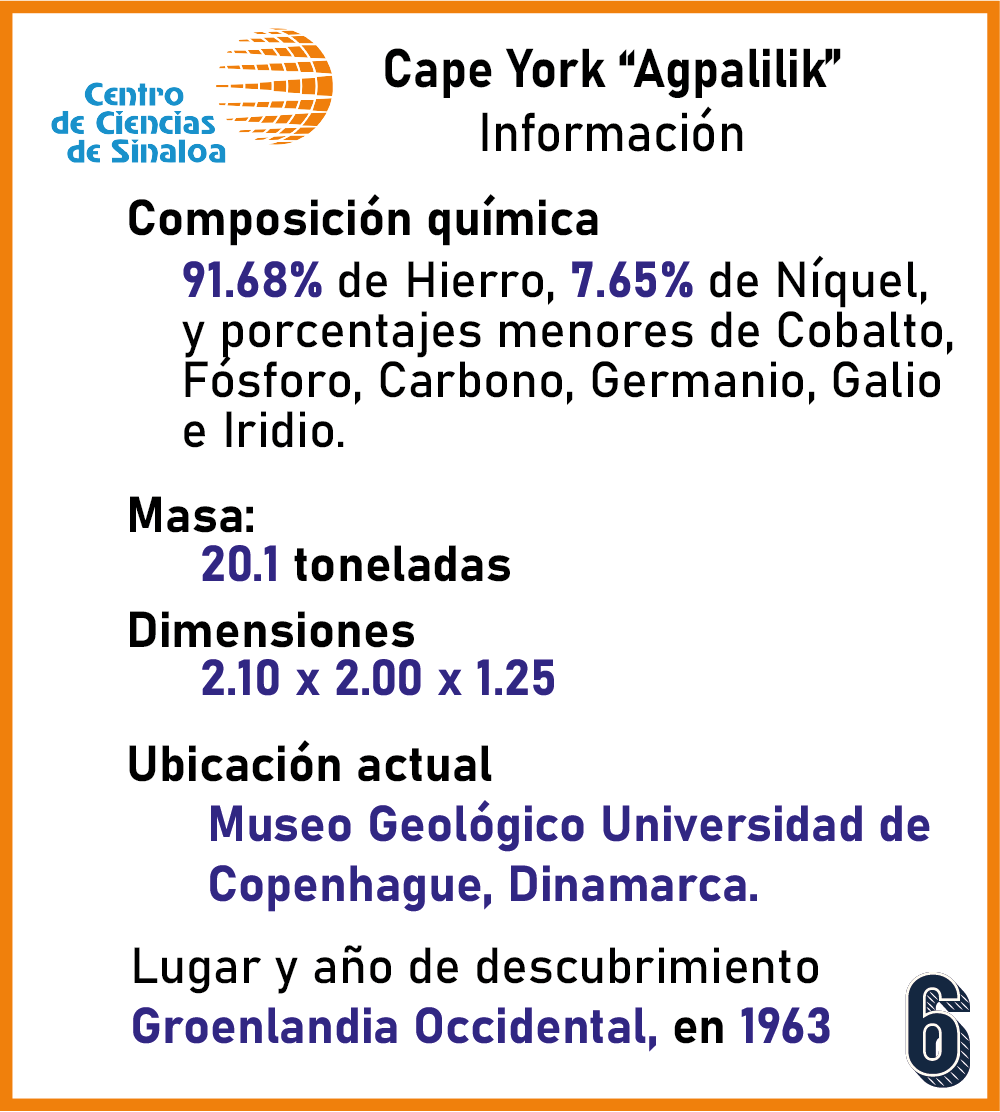 Centro
de Ciencias
de Sinaloa
Cape York “Agpalilik”
Información
Composición química
91.68% de Hierro, 7.65% de Níquel,
y porcentajes menores de Cobalto,
Fósforo, Carbono, Germanio, Galio
e Iridio.
Masa:
20.1 toneladas
Dimensiones
2.10 x 2.00 x 1.25
Ubicación actual
Museo Geológico Universidad de
Copenhague, Dinamarca.
Lugar y año de descubrimiento
Groenlandia Occidental, en 1963
6